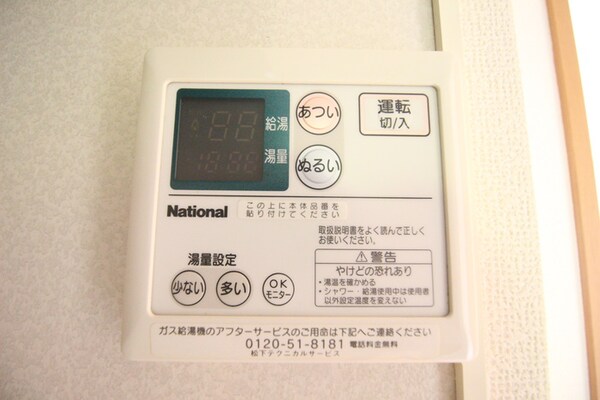 給湯
湯量
あつい
ぬるい
運転
切/入
National
この上に本体品番を
貼り付けてください
取扱説明書をよく読んで正しく
お使いください。
湯量設定
少ない
多い
OK
モニター
⚠警告
やけどの恐れあり
・湯温を確かめる
・シャワー・給湯使用中は使用者
以外設定温度を変えない
ガス給湯機のアフターサービスのご用命は下記へご連絡ください
0120-51-8181 電話料金無料
松下テクニカルサービス